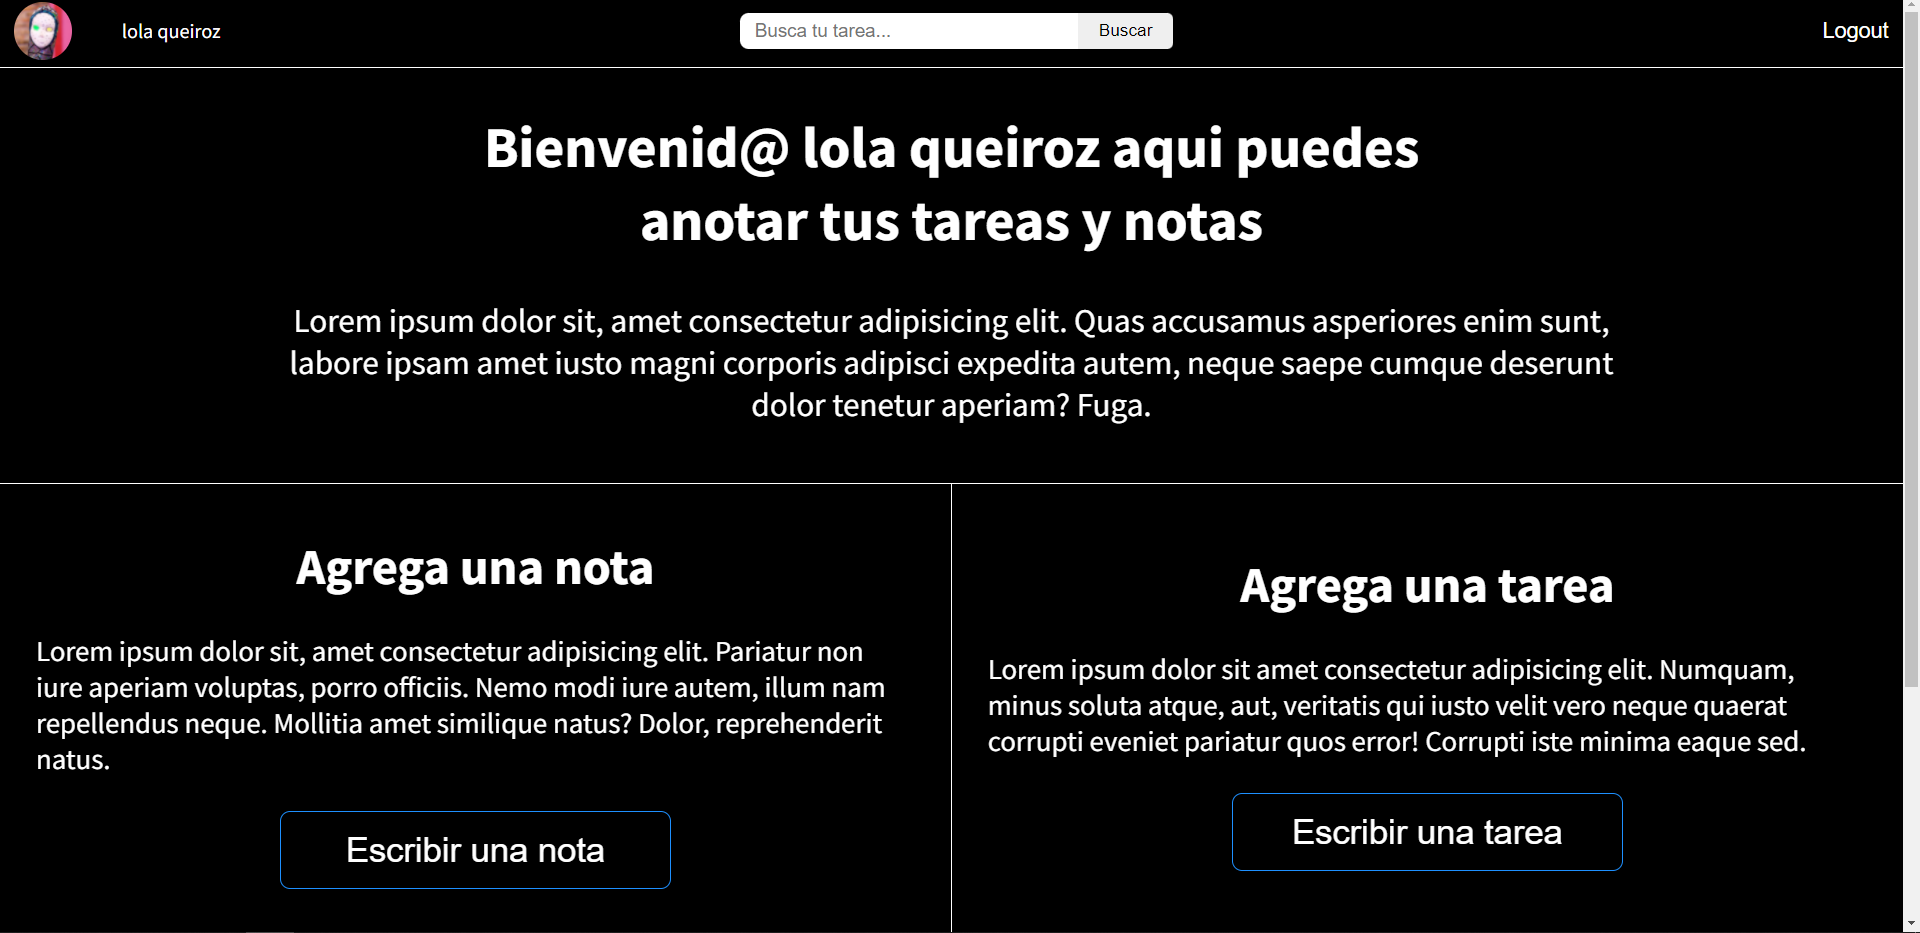 lola queiroz
Busca tu tarea...
Buscar
Logout
Bienvenid@ lola queiroz aqui puedes
anotar tus tareas y notas
Lorem ipsum dolor sit, amet consectetur adipisicing elit. Quas accusamus asperiores enim sunt,
labore ipsam amet iusto magni corporis adipisci expedita autem, neque saepe cumque deserunt
dolor tenetur aperiam? Fuga.
Agrega una nota
Lorem ipsum dolor sit, amet consectetur adipisicing elit. Pariatur non
iure aperiam voluptas, porro officiis. Nemo modi iure autem, illum nam
repellendus neque. Mollitia amet similique natus? Dolor, reprehenderit
natus.
Escribir una nota
Agrega una tarea
Lorem ipsum dolor sit amet consectetur adipisicing elit. Numquam,
minus soluta atque, aut, veritatis qui iusto velit vero neque quaerat
corrupti eveniet pariatur quos error! Corrupti iste minima eaque sed.
Escribir una tarea